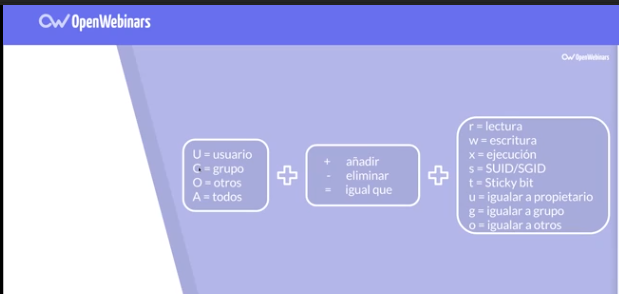 OpenWebinars
OpenWebinars
U = usuario
G = grupo
O = otros
A = todos
+ añadir
- eliminar
= igual que
r = lectura
w = escritura
x = ejecución
s = SUID/SGID
t = Sticky bit
u = igualar a propietario
g = igualar a grupo
o = igualar a otros